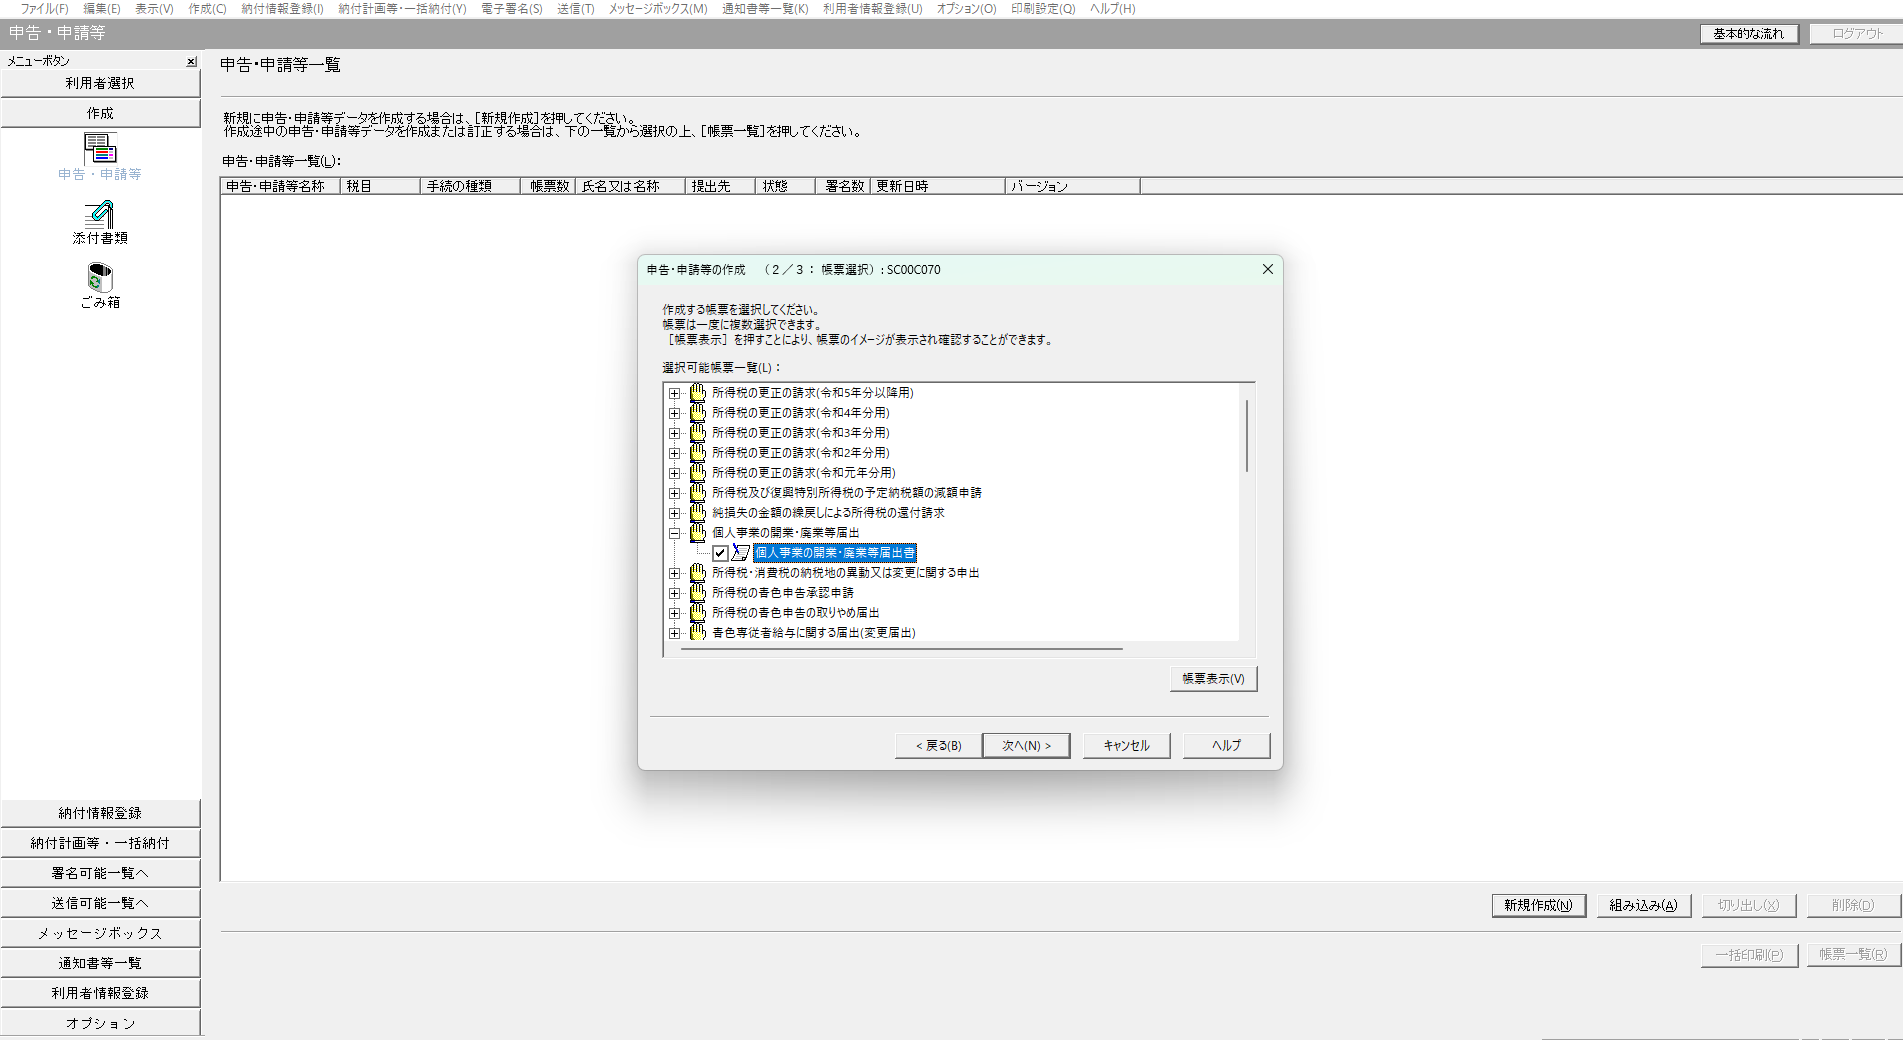 ファイル(F) 編集(E) 表示(V) 作成(C) 納付情報登録(I) 納付計画等・一括納付(Y) 電子署名(S) 送信(T) メッセージボックス(M) 通知書等一覧(K) 利用者情報登録(U) オプション(O) 印刷設定(Q) ヘルプ(H)
申告・申請等
基本的な流れ
ログアウト
メニューボタン
利用者選択
作成
申告・申請等
添付書類
ごみ箱
納付情報登録
納付計画等・一括納付
署名可能一覧へ
送信可能一覧へ
メッセージボックス
通知書等一覧
利用者情報登録
オプション
申告・申請等一覧
新規に申告・申請等データを作成する場合は、[新規作成]を押してください。
作成途中の申告・申請等データを作成または訂正する場合は、下の一覧から選択の上、[帳票一覧]を押してください。
申告・申請等一覧(L):
申告・申請等名称 税目 手続の種類 帳票数 氏名又は名称 提出先 状態 署名数 更新日時 バージョン
申告・申請等の作成 (2/3:帳票選択):SC00C070
作成する帳票を選択してください。
帳票は一度に複数選択できます。
[帳票表示]を押すことにより、帳票のイメージが表示され確認することができます。
選択可能帳票一覧(L):
所得税の更正の請求(令和5年分以降用)
所得税の更正の請求(令和4年分用)
所得税の更正の請求(令和3年分用)
所得税の更正の請求(令和2年分用)
所得税の更正の請求(令和元年分用)
所得税及び復興特別所得税の予定納税額の減額申請
純損失の金額の繰戻しによる所得税の還付請求
個人事業の開業・廃業等届出
個人事業の開業・廃業等届出書
所得税・消費税の納税地の異動又は変更に関する申出
所得税の青色申告承認申請
所得税の青色申告の取りやめ届出
青色専従者給与に関する届出(変更届出)
帳票表示(V)
< 戻る(B)
次へ(N) >
キャンセル
ヘルプ
新規作成(N)
組み込み(A)
切り出し(X)
削除(D)
一括印刷(P)
帳票一覧(R)